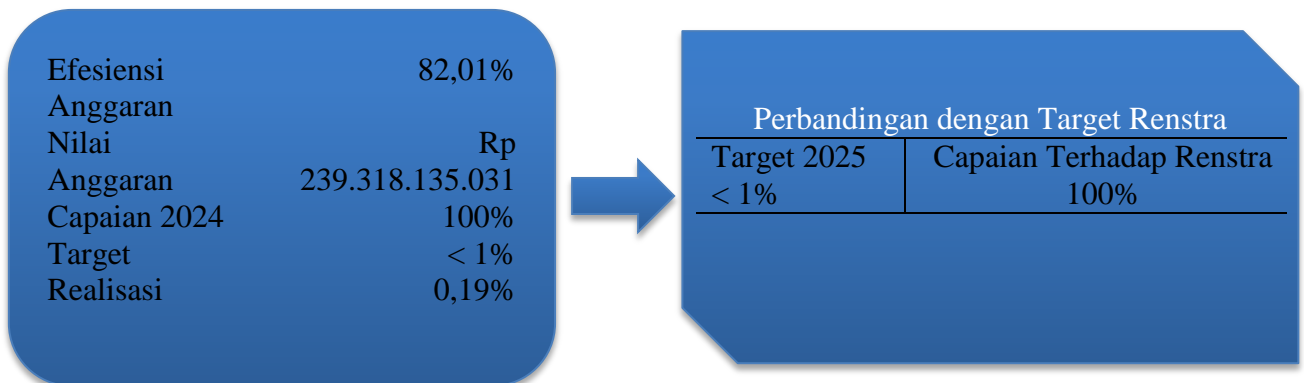 Efesiensi 82,01%
Anggaran
Nilai Rp
Anggaran 239.318.135.031
Capaian 2024 100%
Target < 1%
Realisasi 0,19%
Perbandingan dengan Target Renstra
Target 2025 Capaian Terhadap Renstra
< 1% 100%